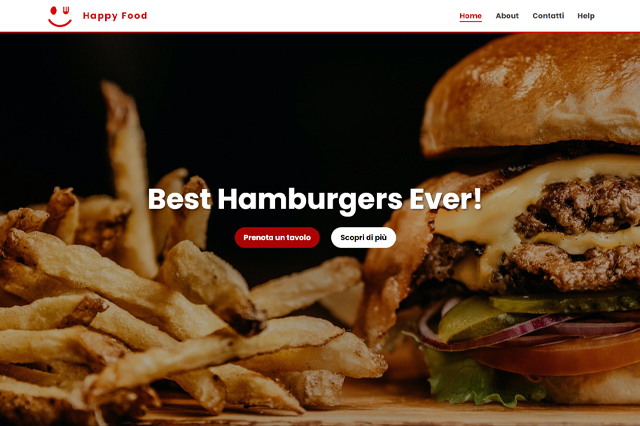 Happy Food
Home
About
Contatti
Help
Best Hamburgers Ever!
Prenota un tavolo
Scopri di più